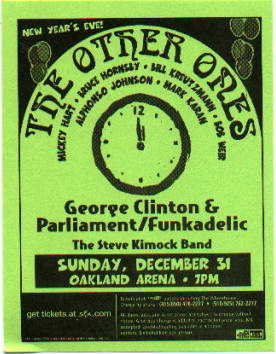 NEW YEAR'S EVE!
THE OTHER ONES
MICKEY HART • BRUCE HORNSBY • BILL KREUTZMANN • BOB WEIR
ALPHONSO JOHNSON • MARK KARAN
12
George Clinton &
Parliament/Funkadelic
The Steve Kimock Band
SUNDAY, DECEMBER 31
OAKLAND ARENA • 7PM
get tickets at sfx.com